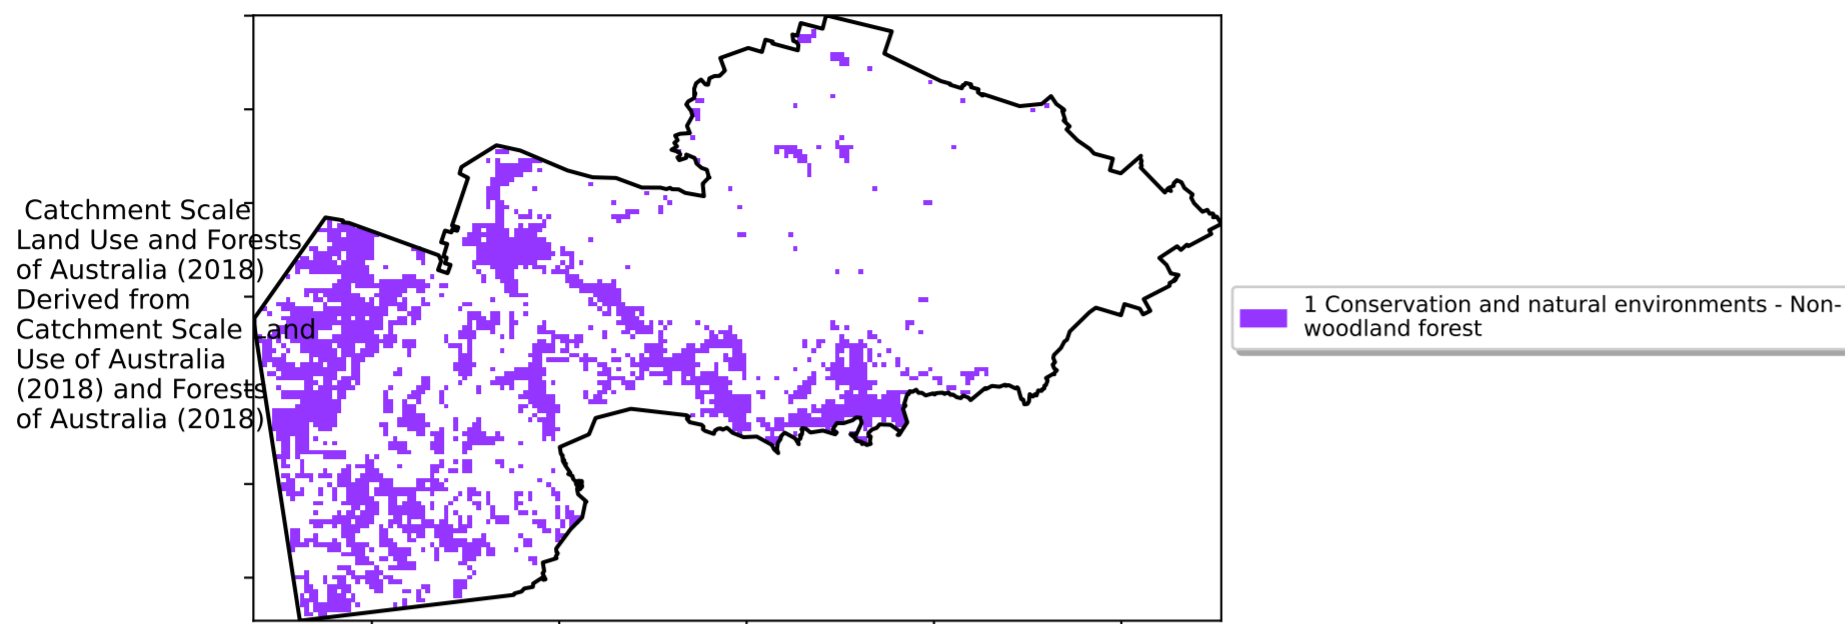 Catchment Scale
Land Use and Forests
of Australia (2018)
Derived from
Catchment Scale Land
Use of Australia
(2018) and Forests
of Australia (2018)
1 Conservation and natural environments - Non-
woodland forest